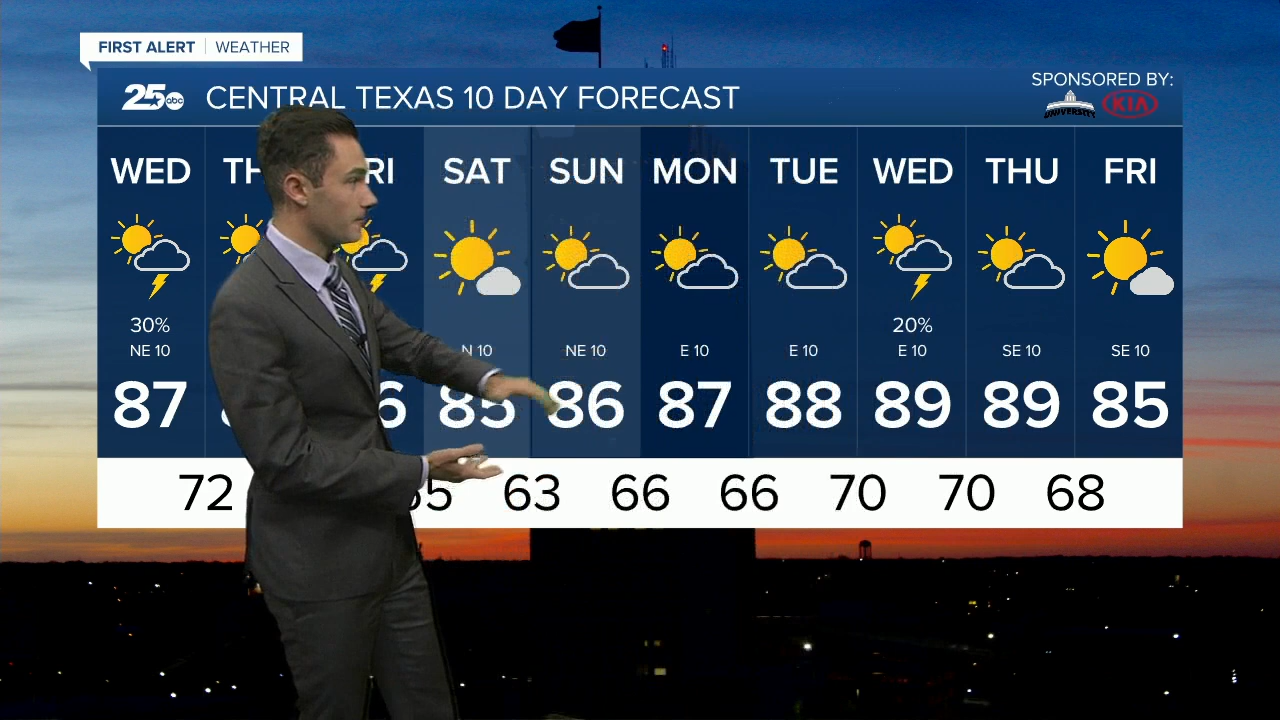 FIRST ALERT | WEATHER
25 abc CENTRAL TEXAS 10 DAY FORECAST
SPONSORED BY:
UNIVERSITY KIA
WED SAT SUN MON TUE WED THU FRI
30% 20%
NE 10 N 10 NE 10 E 10 E 10 E 10 SE 10 SE 10
87 85 86 87 88 89 89 85
72 63 66 66 70 70 68